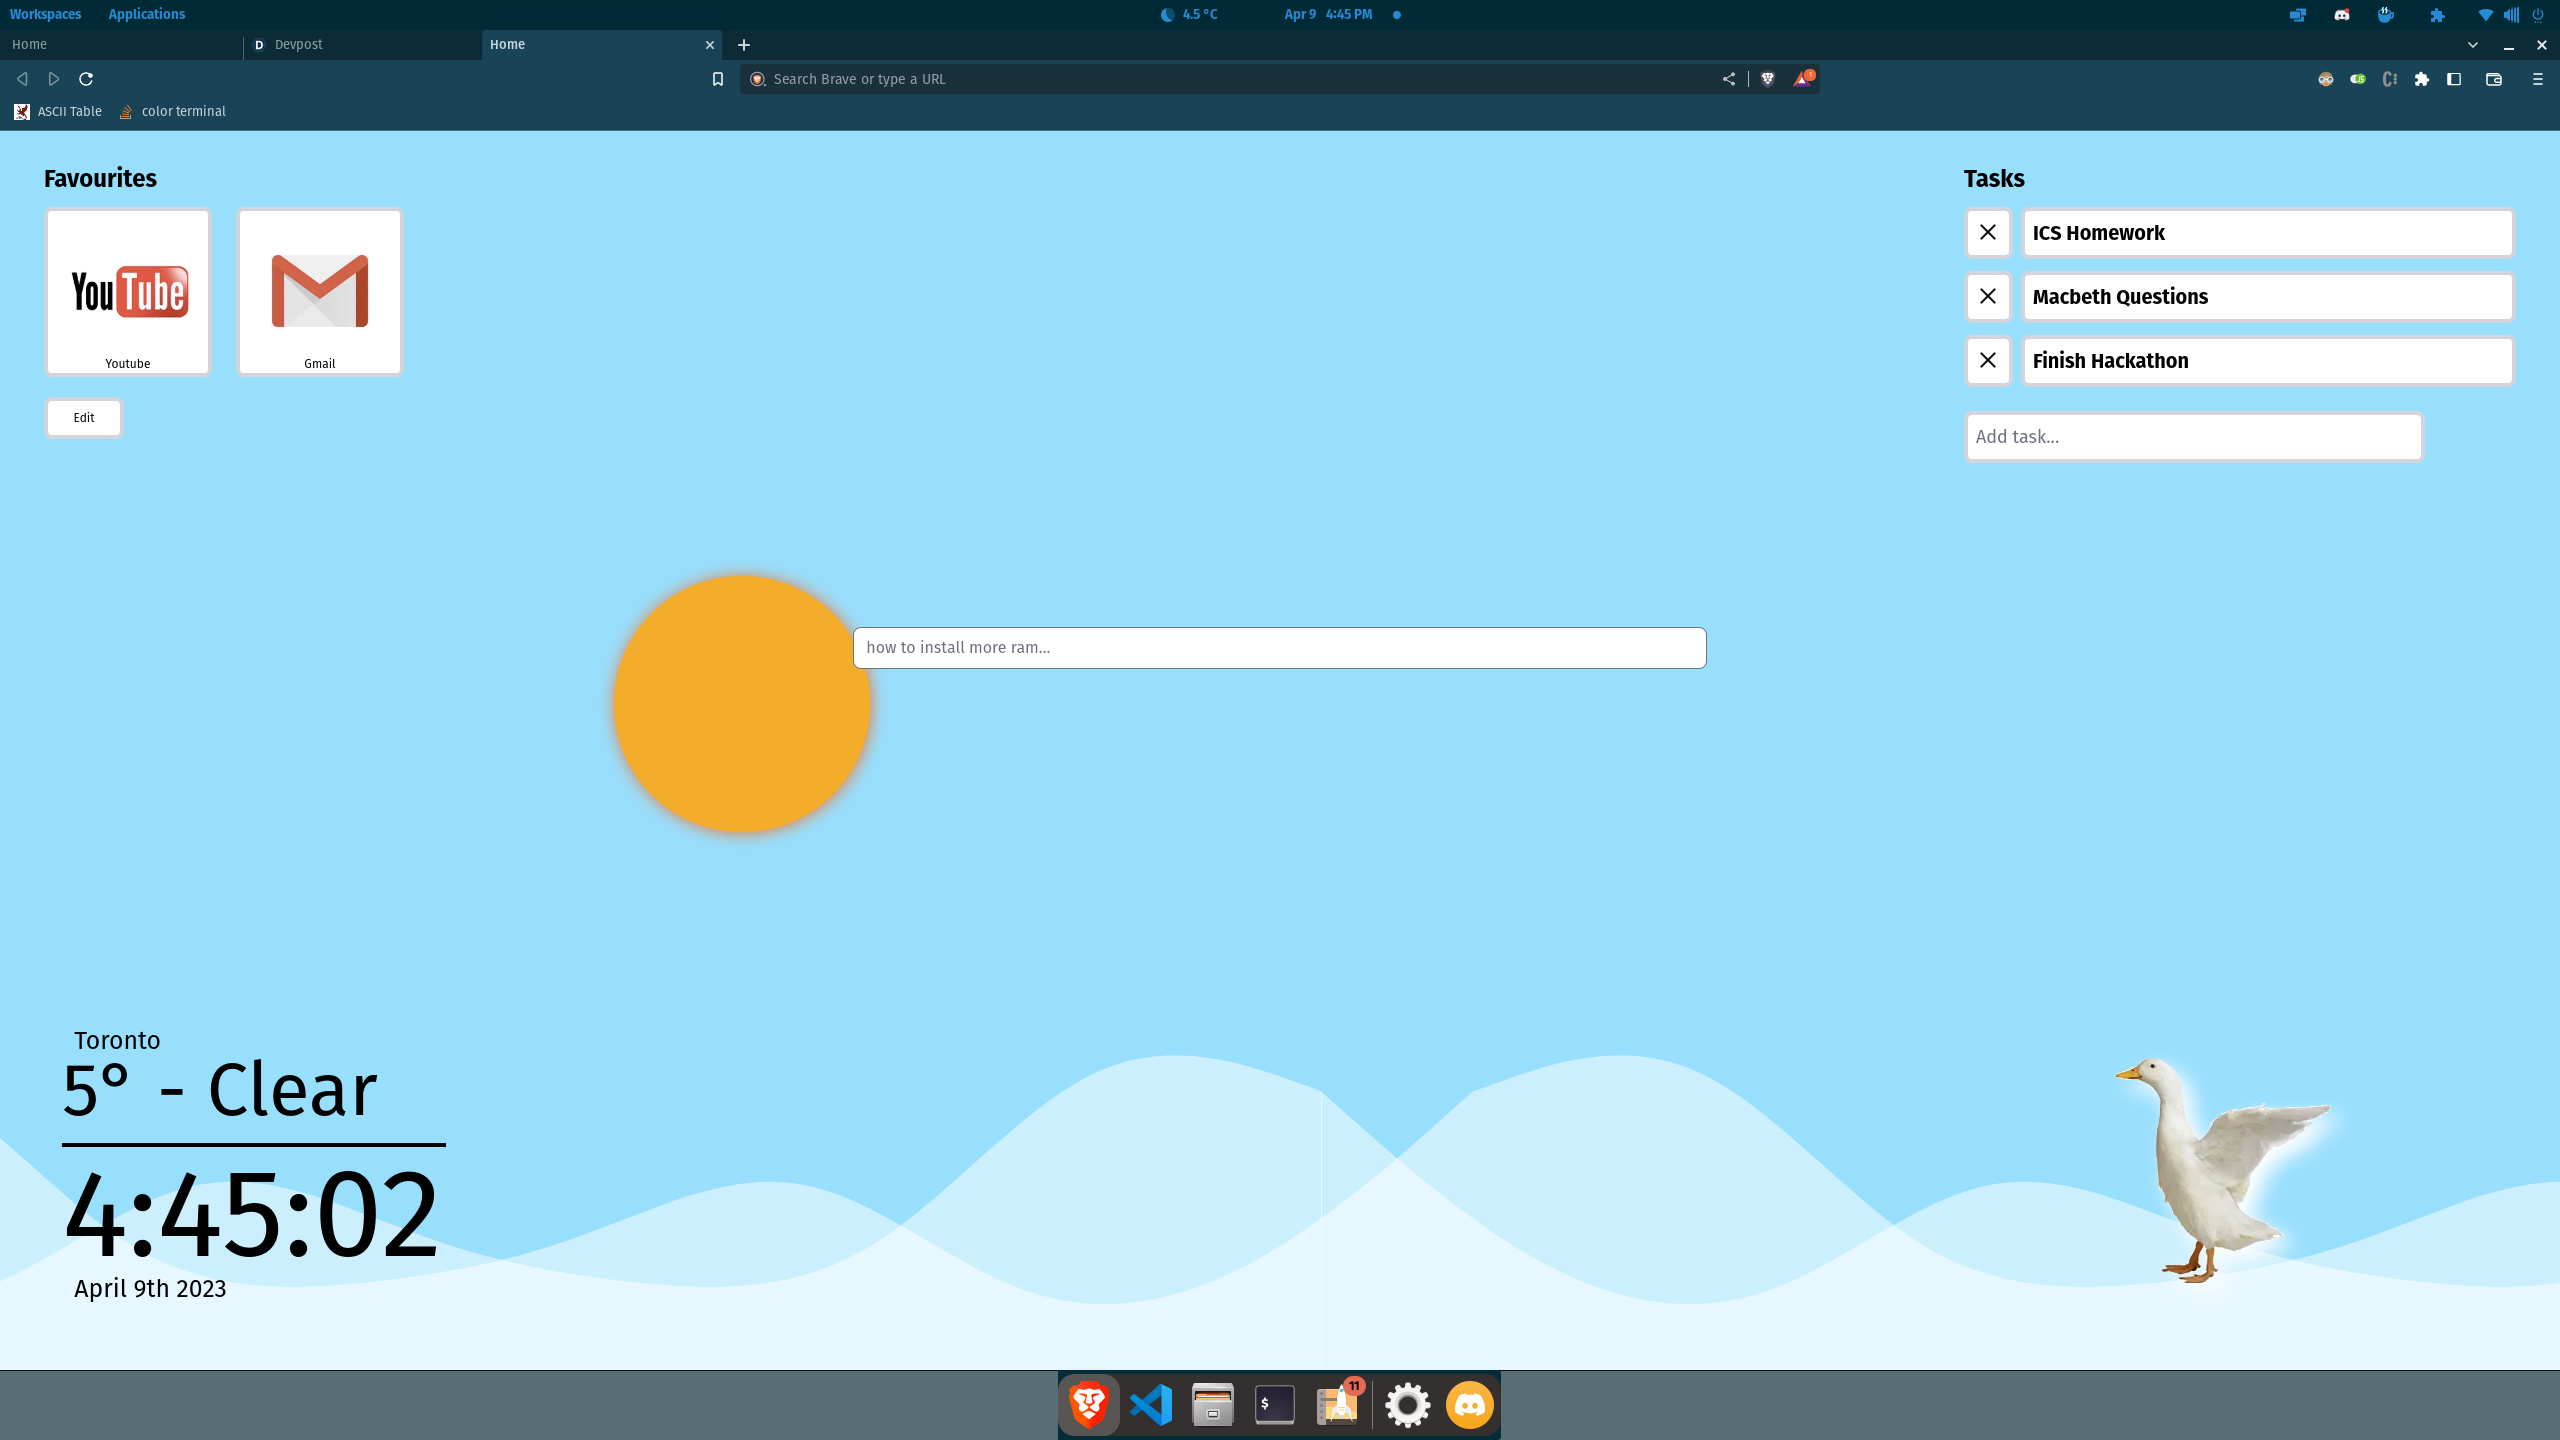 Workspaces Applications 4.5 °C Apr 9 4:45 PM
Home Devpost Home
Search Brave or type a URL
ASCII Table color terminal
Favourites
YouTube
Youtube
Gmail
Edit
Tasks
ICS Homework
Macbeth Questions
Finish Hackathon
Add task...
how to install more ram...
Toronto
5° - Clear
4:45:02
April 9th 2023
$
11